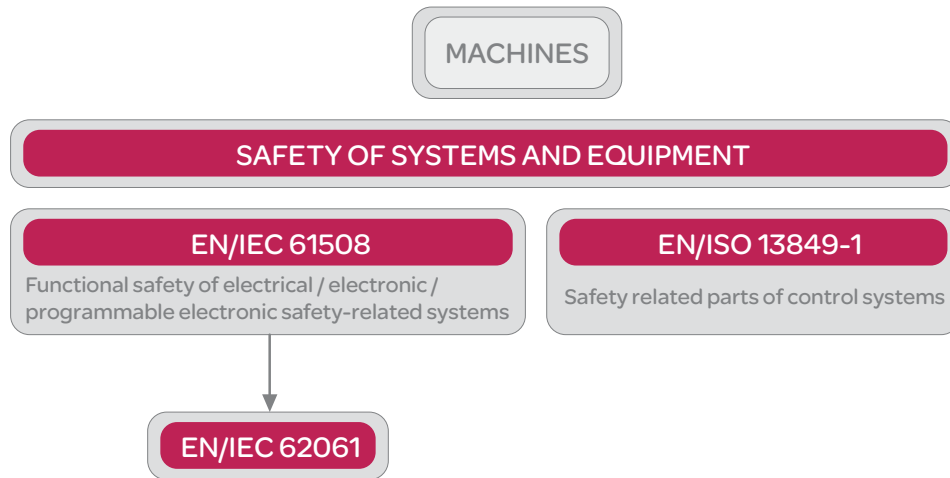 MACHINES
SAFETY OF SYSTEMS AND EQUIPMENT
EN/IEC 61508
Functional safety of electrical / electronic /
programmable electronic safety-related systems
EN/ISO 13849-1
Safety related parts of control systems
EN/IEC 62061